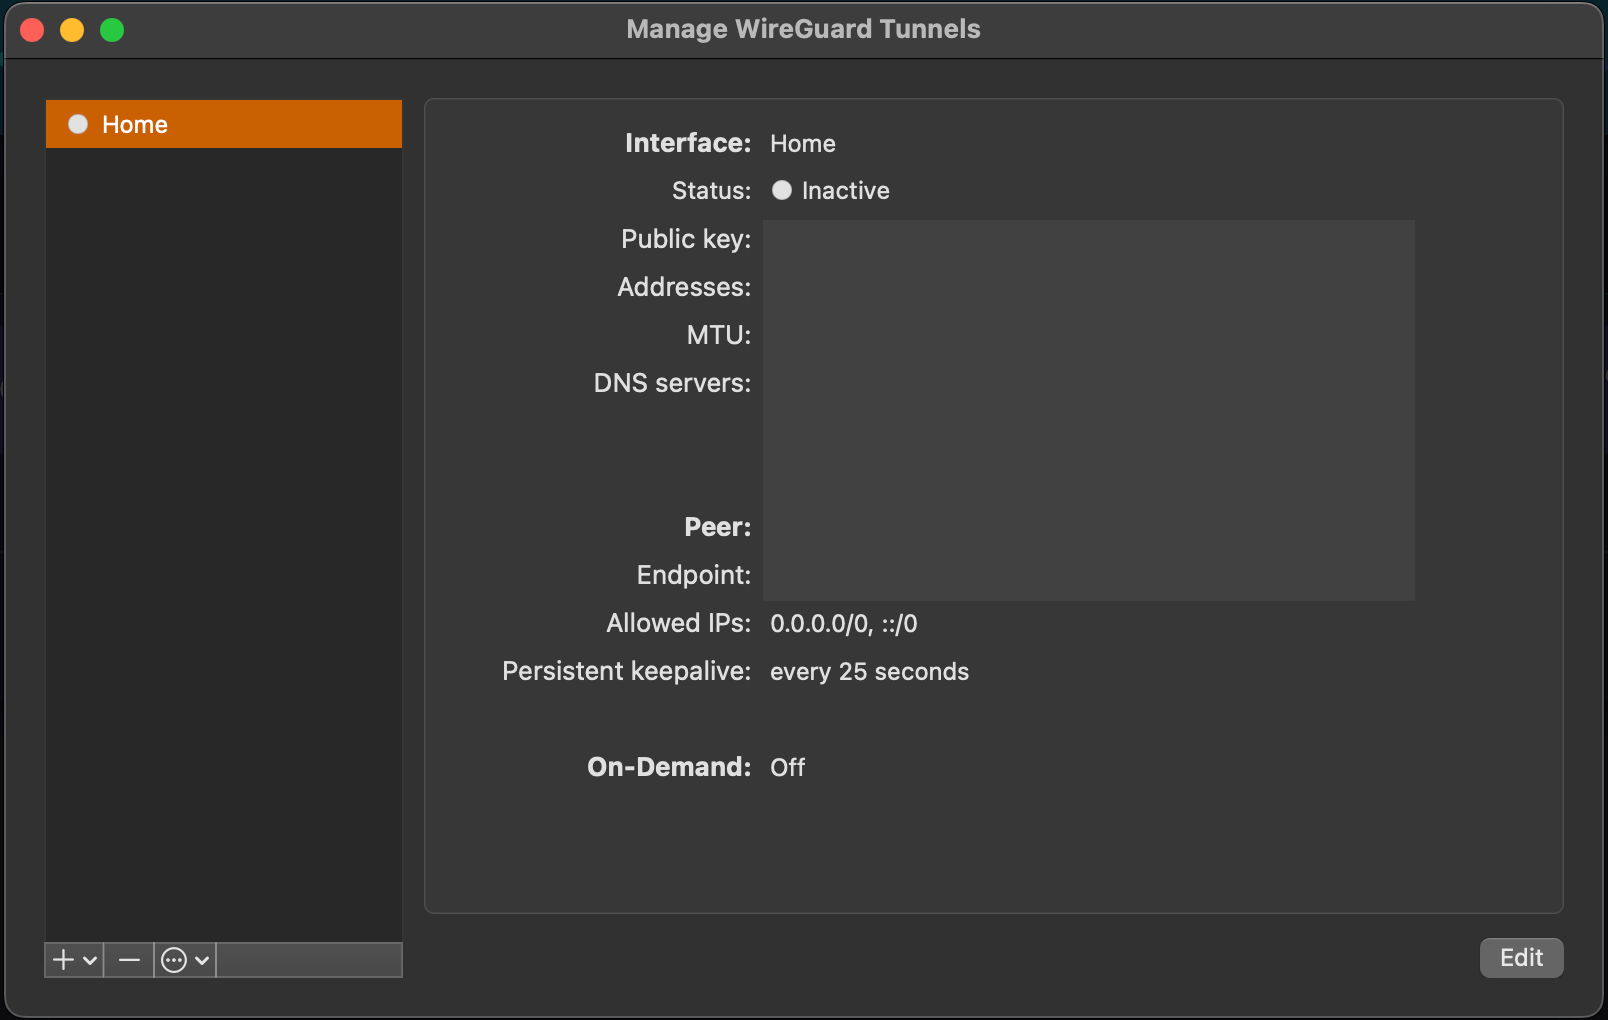 Manage WireGuard Tunnels
Home
Interface: Home
Status: Inactive
Public key:
Addresses:
MTU:
DNS servers:
Peer:
Endpoint:
Allowed IPs: 0.0.0.0/0, ::/0
Persistent keepalive: every 25 seconds
On-Demand: Off
Edit